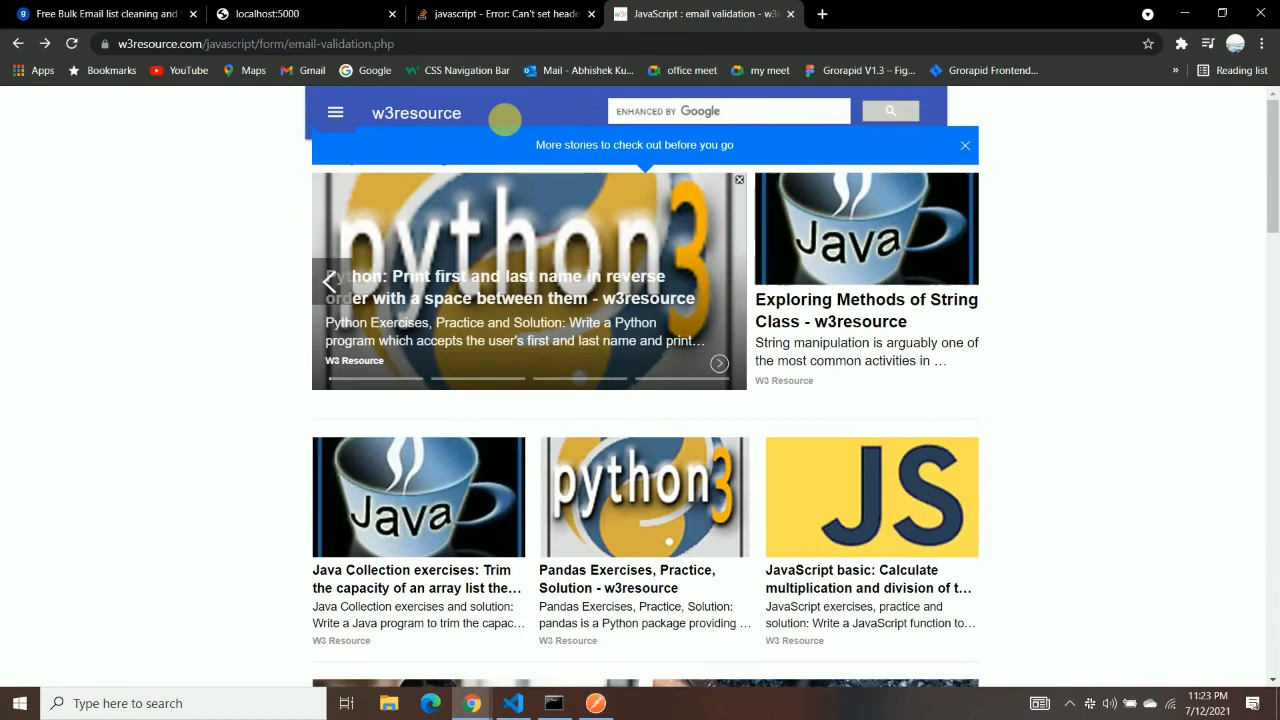 Free Bulk Email list cleaning and
localhost:5000
javascript - Error: Can't set heade
JavaScript : email validation - w3r
w3resource.com/javascript/form/email-validation.php
Apps
Bookmarks
YouTube
Maps
Gmail
Google
CSS Navigation Bar
Mail - Abhishek Ku...
office meet
my meet
Grorapid V1.3 – Fig...
Grorapid Frontend...
»
Reading list
w3resource
ENHANCED BY Google
More stories to check out before you go
python3
Python: Print first and last name in reverse
order with a space between them - w3resource
Python Exercises, Practice and Solution: Write a Python
program which accepts the user's first and last name and print...
W3 Resource
Java
Exploring Methods of String
Class - w3resource
String manipulation is arguably one of
the most common activities in ...
W3 Resource
Java
Java Collection exercises: Trim
the capacity of an array list the...
Java Collection exercises and solution:
Write a Java program to trim the capac...
W3 Resource
python3
Pandas Exercises, Practice,
Solution - w3resource
Pandas Exercises, Practice, Solution:
pandas is a Python package providing ...
W3 Resource
JS
JavaScript basic: Calculate
multiplication and division of t...
JavaScript exercises, practice and
solution: Write a JavaScript function to...
W3 Resource
Type here to search
11:23 PM
7/12/2021